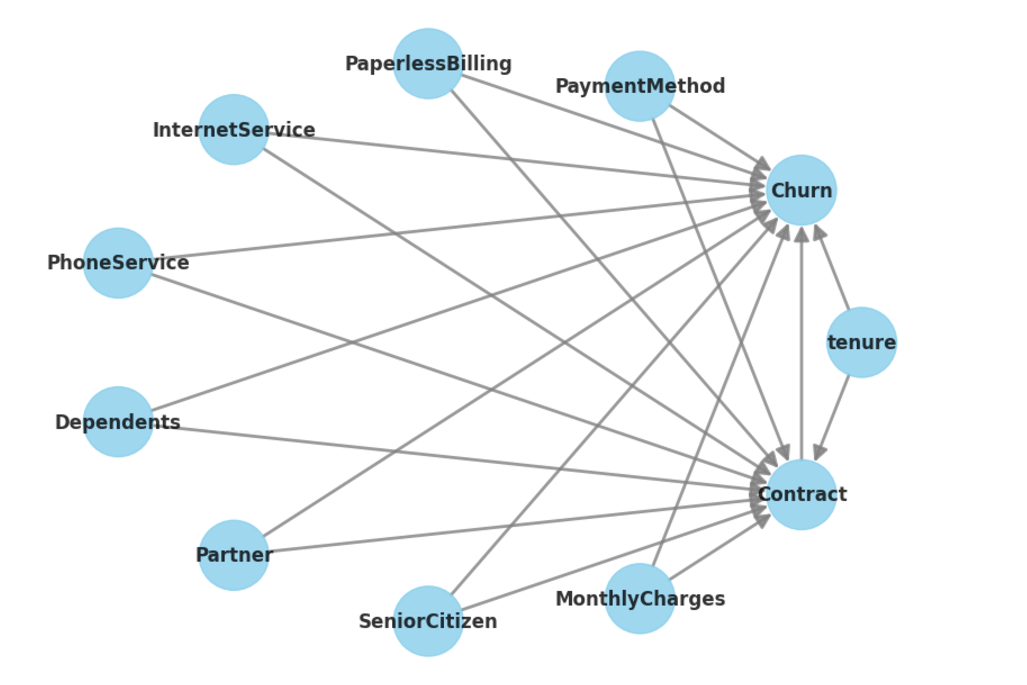 PaperlessBilling
PaymentMethod
InternetService
Churn
PhoneService
tenure
Dependents
Contract
Partner
MonthlyCharges
SeniorCitizen